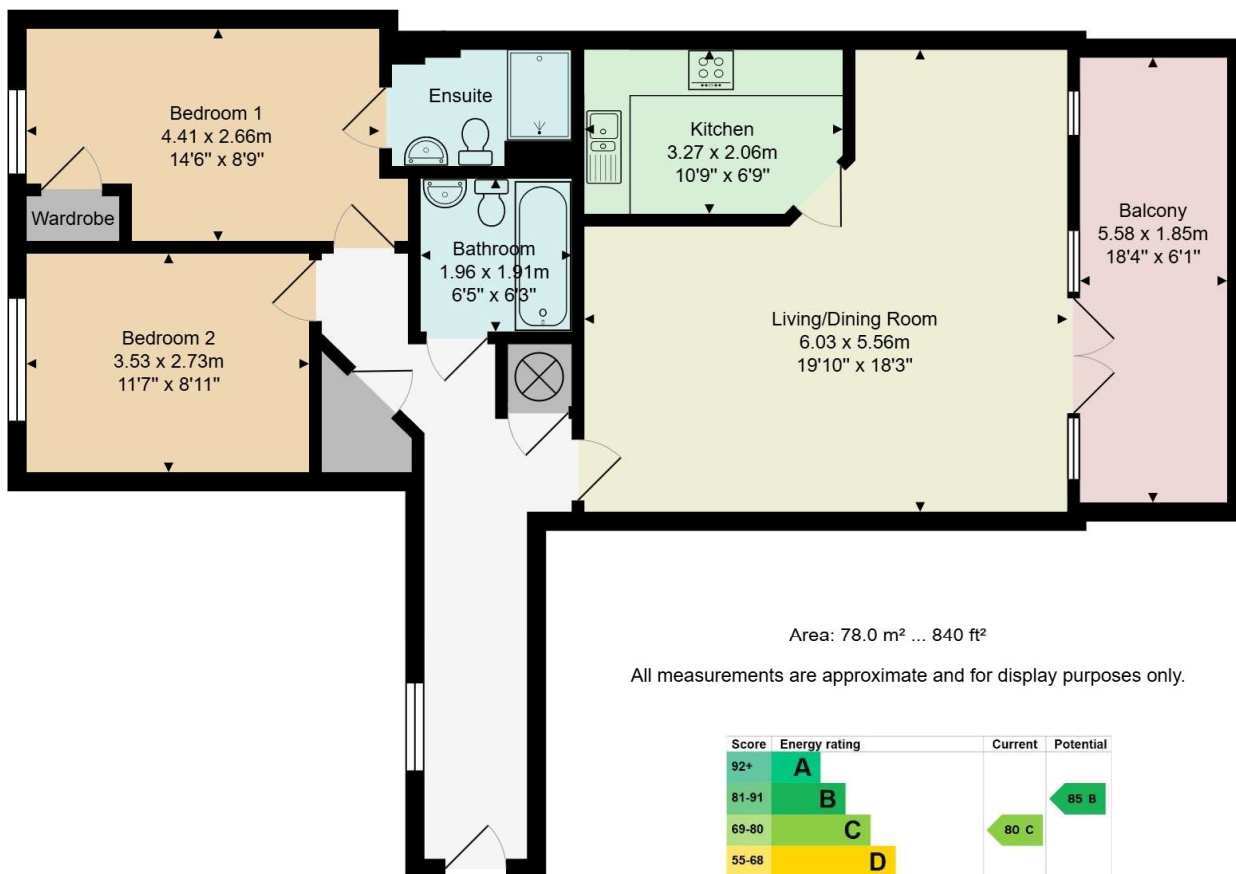 Bedroom 1
4.41 x 2.66m
14'6" x 8'9"
Ensuite
Kitchen
3.27 x 2.06m
10'9" x 6'9"
Wardrobe
Bathroom
1.96 x 1.91m
6'5" x 6'3"
Balcony
5.58 x 1.85m
18'4" x 6'1"
Bedroom 2
3.53 x 2.73m
11'7" x 8'11"
Living/Dining Room
6.03 x 5.56m
19'10" x 18'3"
Area: 78.0 m² ... 840 ft²
All measurements are approximate and for display purposes only.
Score Energy rating Current Potential
92+ A
81-91 B 85 B
69-80 C 80 C
55-68 D